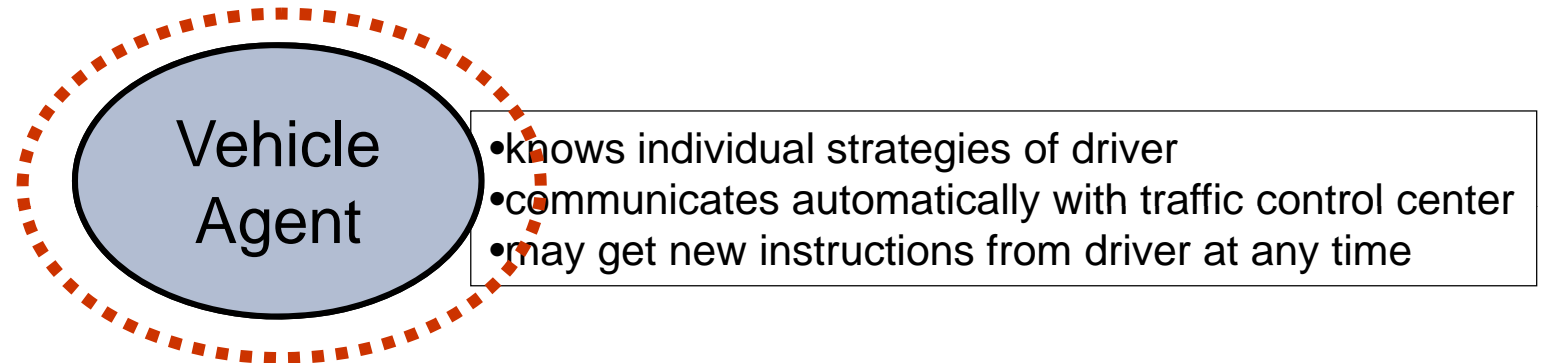 Vehicle
Agent
•knows individual strategies of driver
•communicates automatically with traffic control center
•may get new instructions from driver at any time